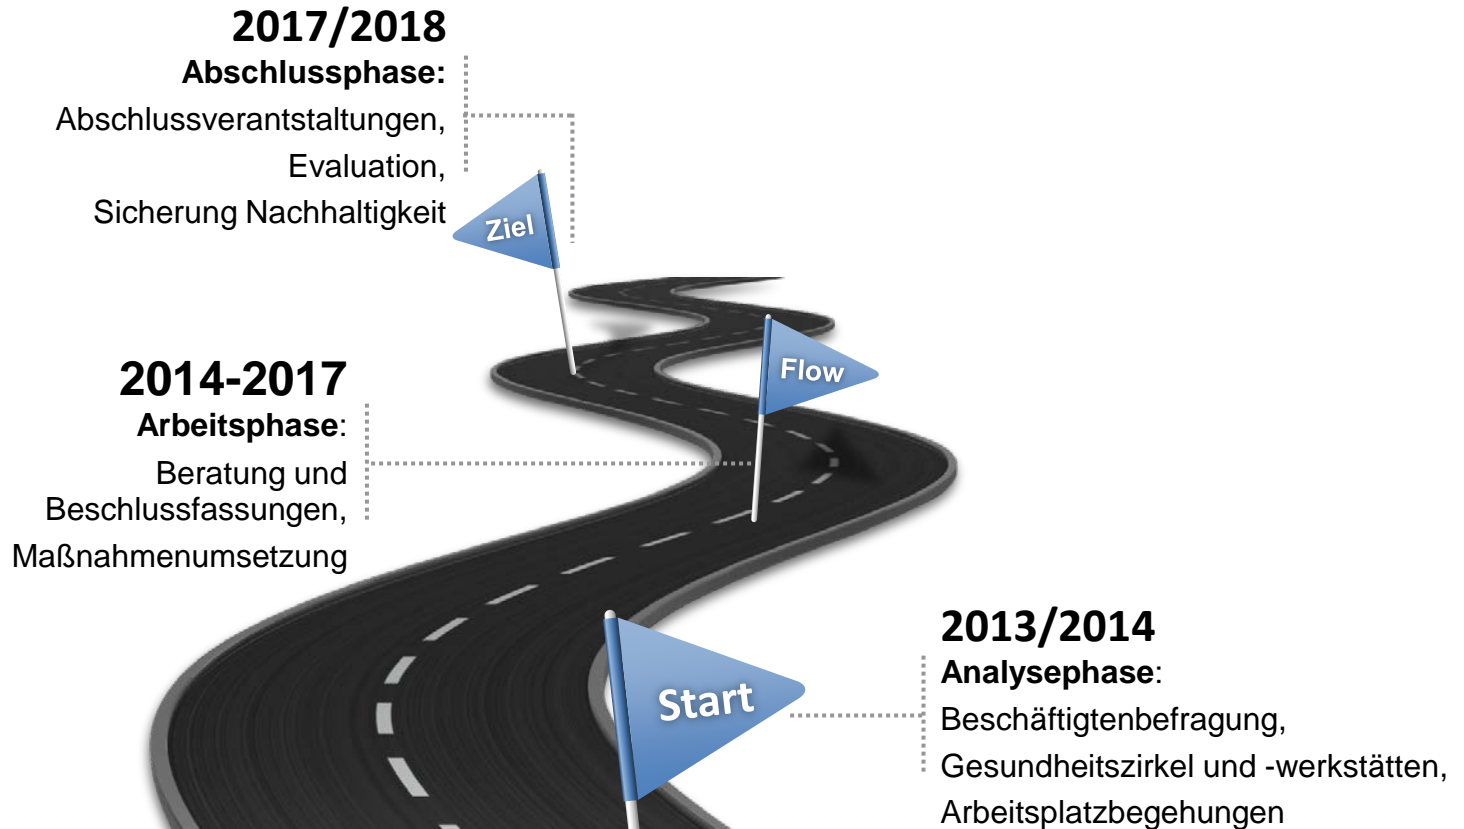 2017/2018
Abschlussphase:
Abschlussverantstaltungen,
Evaluation,
Sicherung Nachhaltigkeit
Ziel
Flow
2014-2017
Arbeitsphase:
Beratung und
Beschlussfassungen,
Maßnahmenumsetzung
Start
2013/2014
Analysephase:
Beschäftigtenbefragung,
Gesundheitszirkel und -werkstätten,
Arbeitsplatzbegehungen